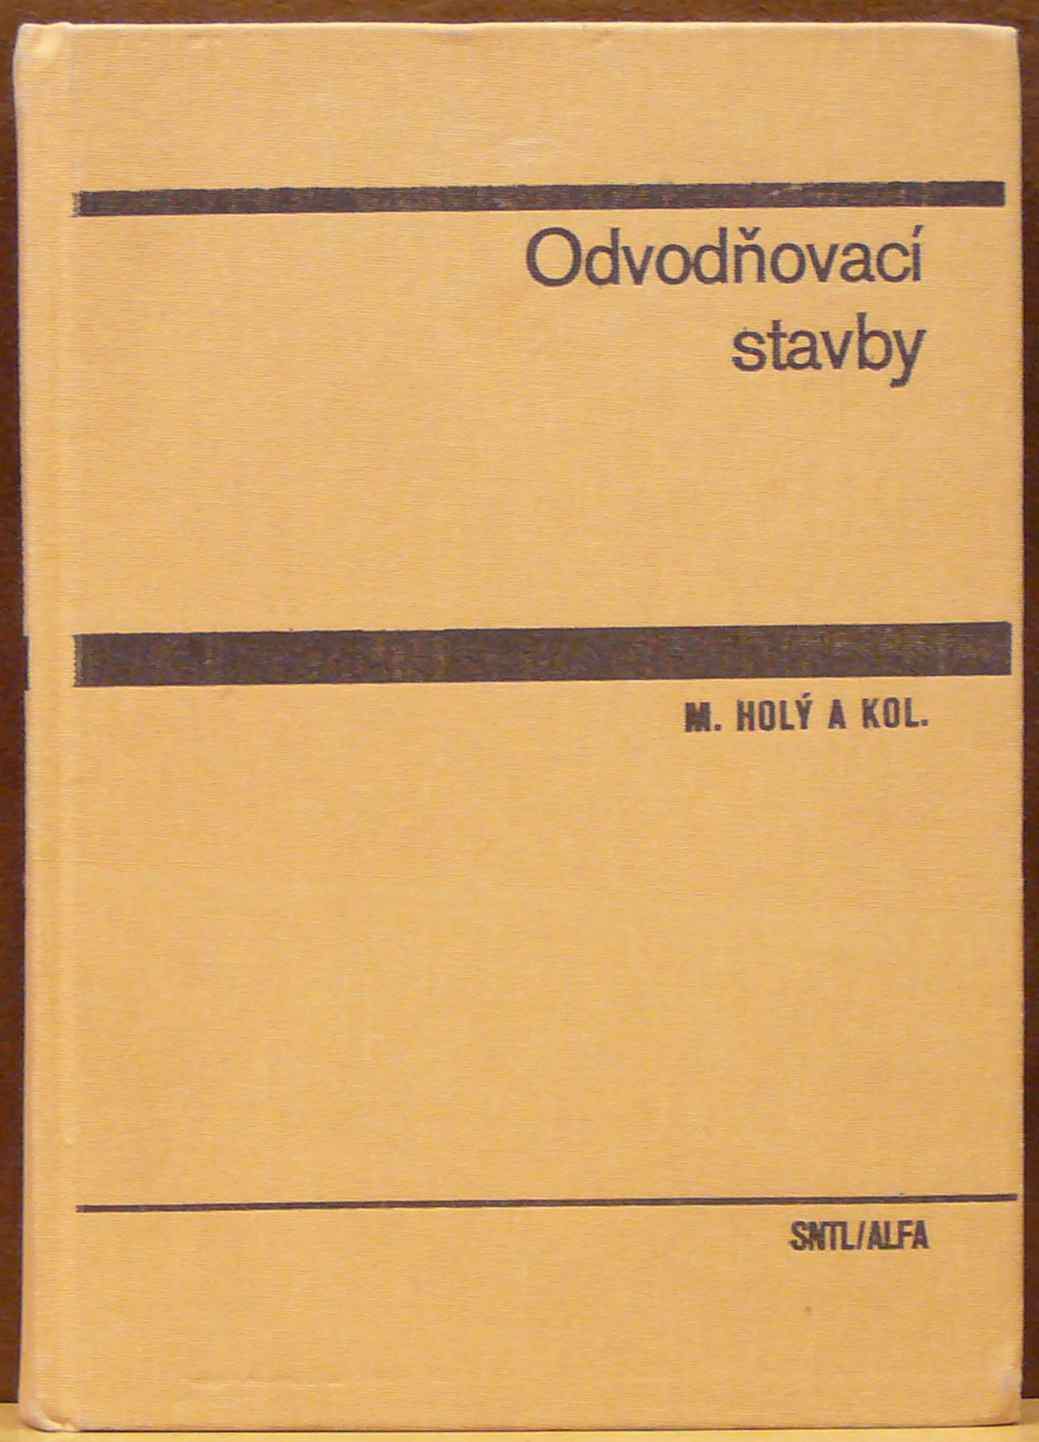 Odvodňovací
stavby
M. HOLÝ A KOL.
SNTL/ALFA